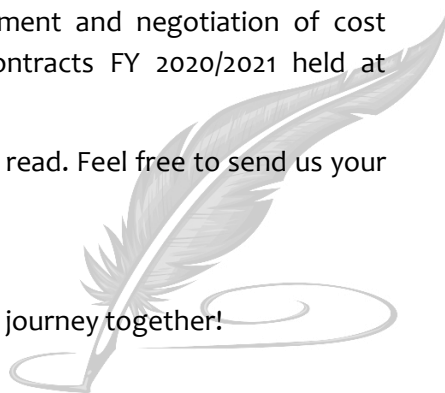 ment and negotiation of cost
ontracts FY 2020/2021 held at
read. Feel free to send us your
journey together!